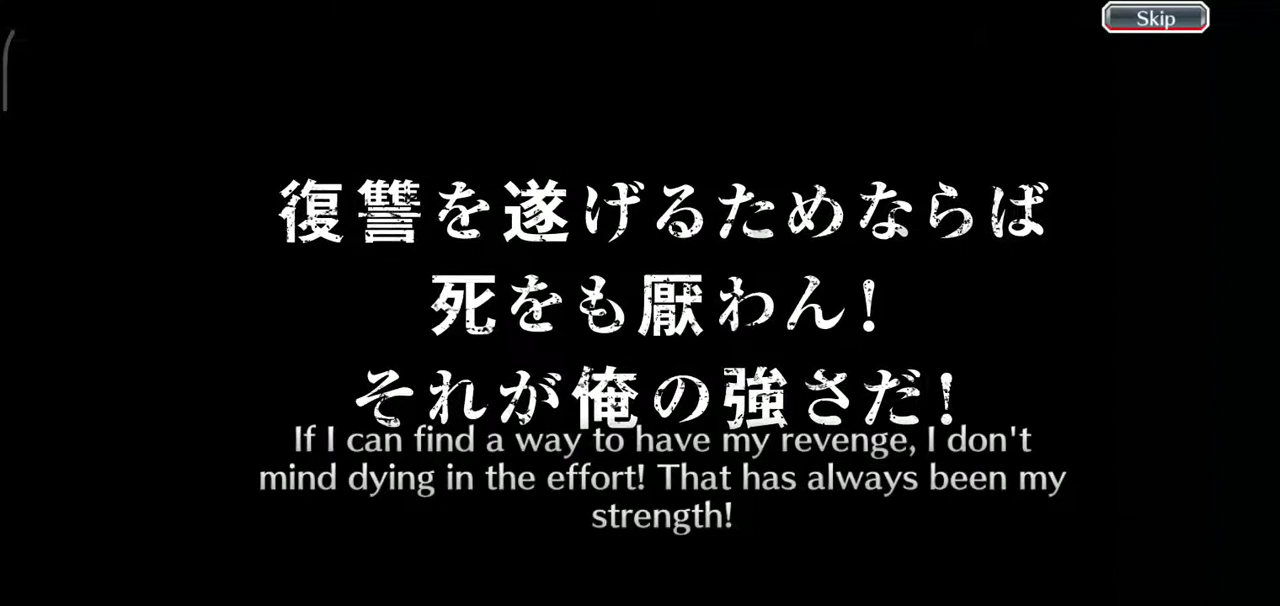 Skip
復讐を遂げるためならば
死をも厭わん！
それが俺の強さだ！
If I can find a way to have my revenge, I don't
mind dying in the effort! That has always been my
strength!